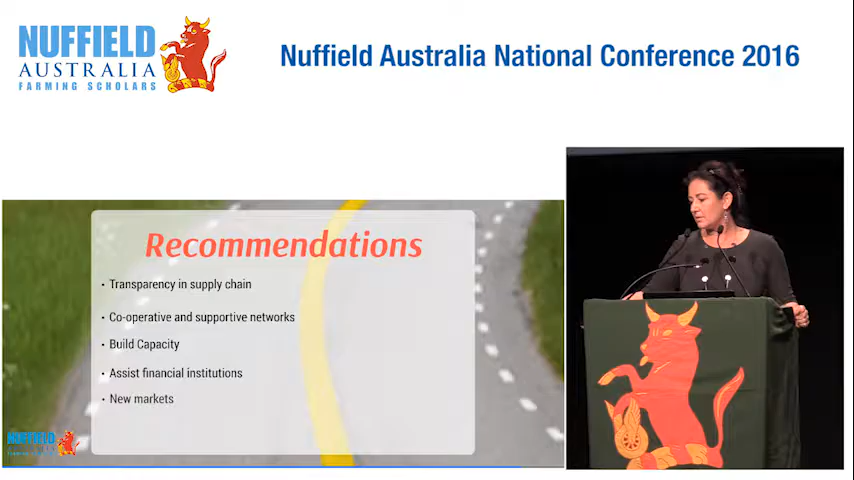 NUFFIELD
AUSTRALIA
FARMING SCHOLARS
Nuffield Australia National Conference 2016
Recommendations
• Transparency in supply chain
• Co-operative and supportive networks
• Build Capacity
• Assist financial institutions
• New markets
NUFFIELD